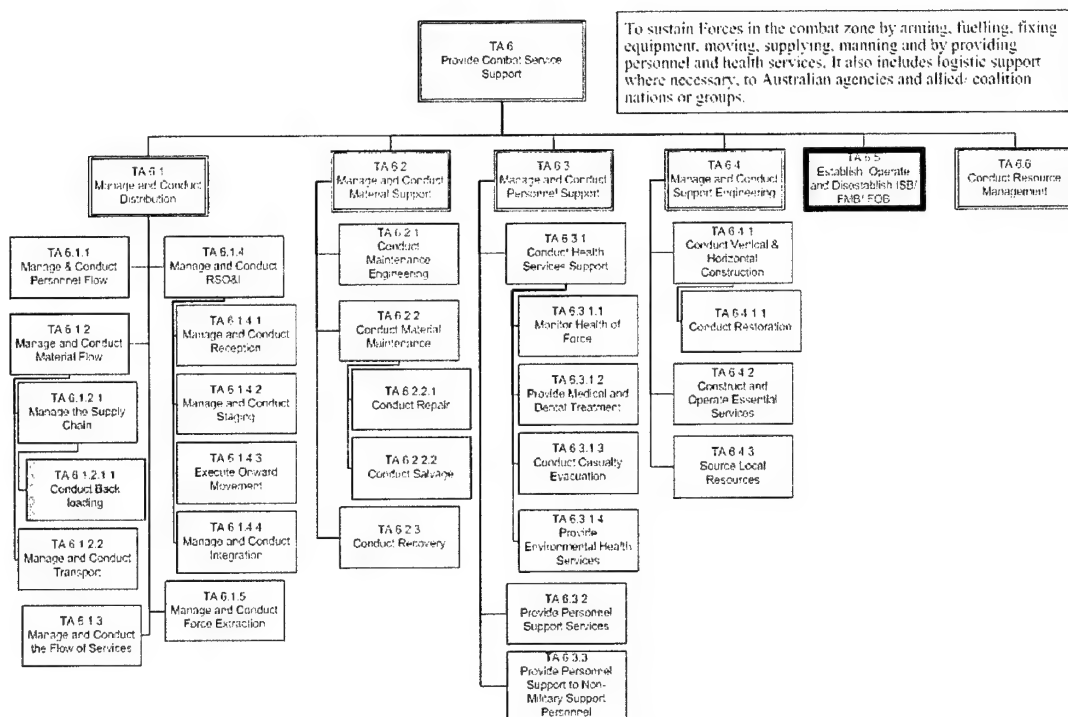 TA 6
Provide Combat Service
Support
To sustain Forces in the combat zone by arming, fuelling, fixing
equipment, moving, supplying, manning and by providing
personnel and health services. It also includes logistic support
where necessary, to Australian agencies and allied/ coalition
nations or groups.
TA 6.1
Manage and Conduct
Distribution
TA 6.1.1
Manage & Conduct
Personnel Flow
TA 6.1.2
Manage and Conduct
Material Flow
TA 6.1.2.1
Manage the Supply
Chain
TA 6.1.2.1.1
Conduct Back
loading
TA 6.1.2.2
Manage and Conduct
Transport
TA 6.1.3
Manage and Conduct
the Flow of Services
TA 6.1.4
Manage and Conduct
RSO&I
TA 6.1.4.1
Manage and Conduct
Reception
TA 6.1.4.2
Manage and Conduct
Staging
TA 6.1.4.3
Execute Onward
Movement
TA 6.1.4.4
Manage and Conduct
Integration
TA 6.1.5
Manage and Conduct
Force Extraction
TA 6.2
Manage and Conduct
Material Support
TA 6.2.1
Conduct
Maintenance
Engineering
TA 6.2.2
Conduct Material
Maintenance
TA 6.2.2.1
Conduct Repair
TA 6.2.2.2
Conduct Salvage
TA 6.2.3
Conduct Recovery
TA 6.3
Manage and Conduct
Personnel Support
TA 6.3.1
Conduct Health
Services Support
TA 6.3.1.1
Monitor Health of
Force
TA 6.3.1.2
Provide Medical and
Dental Treatment
TA 6.3.1.3
Conduct Casualty
Evacuation
TA 6.3.1.4
Provide
Environmental Health
Services
TA 6.3.2
Provide Personnel
Support Services
TA 6.3.3
Provide Personnel
Support to Non-
Military Support
Personnel
TA 6.4
Manage and Conduct
Support Engineering
TA 6.4.1
Conduct Vertical &
Horizontal
Construction
TA 6.4.1.1
Conduct Restoration
TA 6.4.2
Construct and
Operate Essential
Services
TA 6.4.3
Source Local
Resources
TA 6.5
Establish, Operate
and Disestablish ISB/
FMB/ FOB
TA 6.6
Conduct Resource
Management